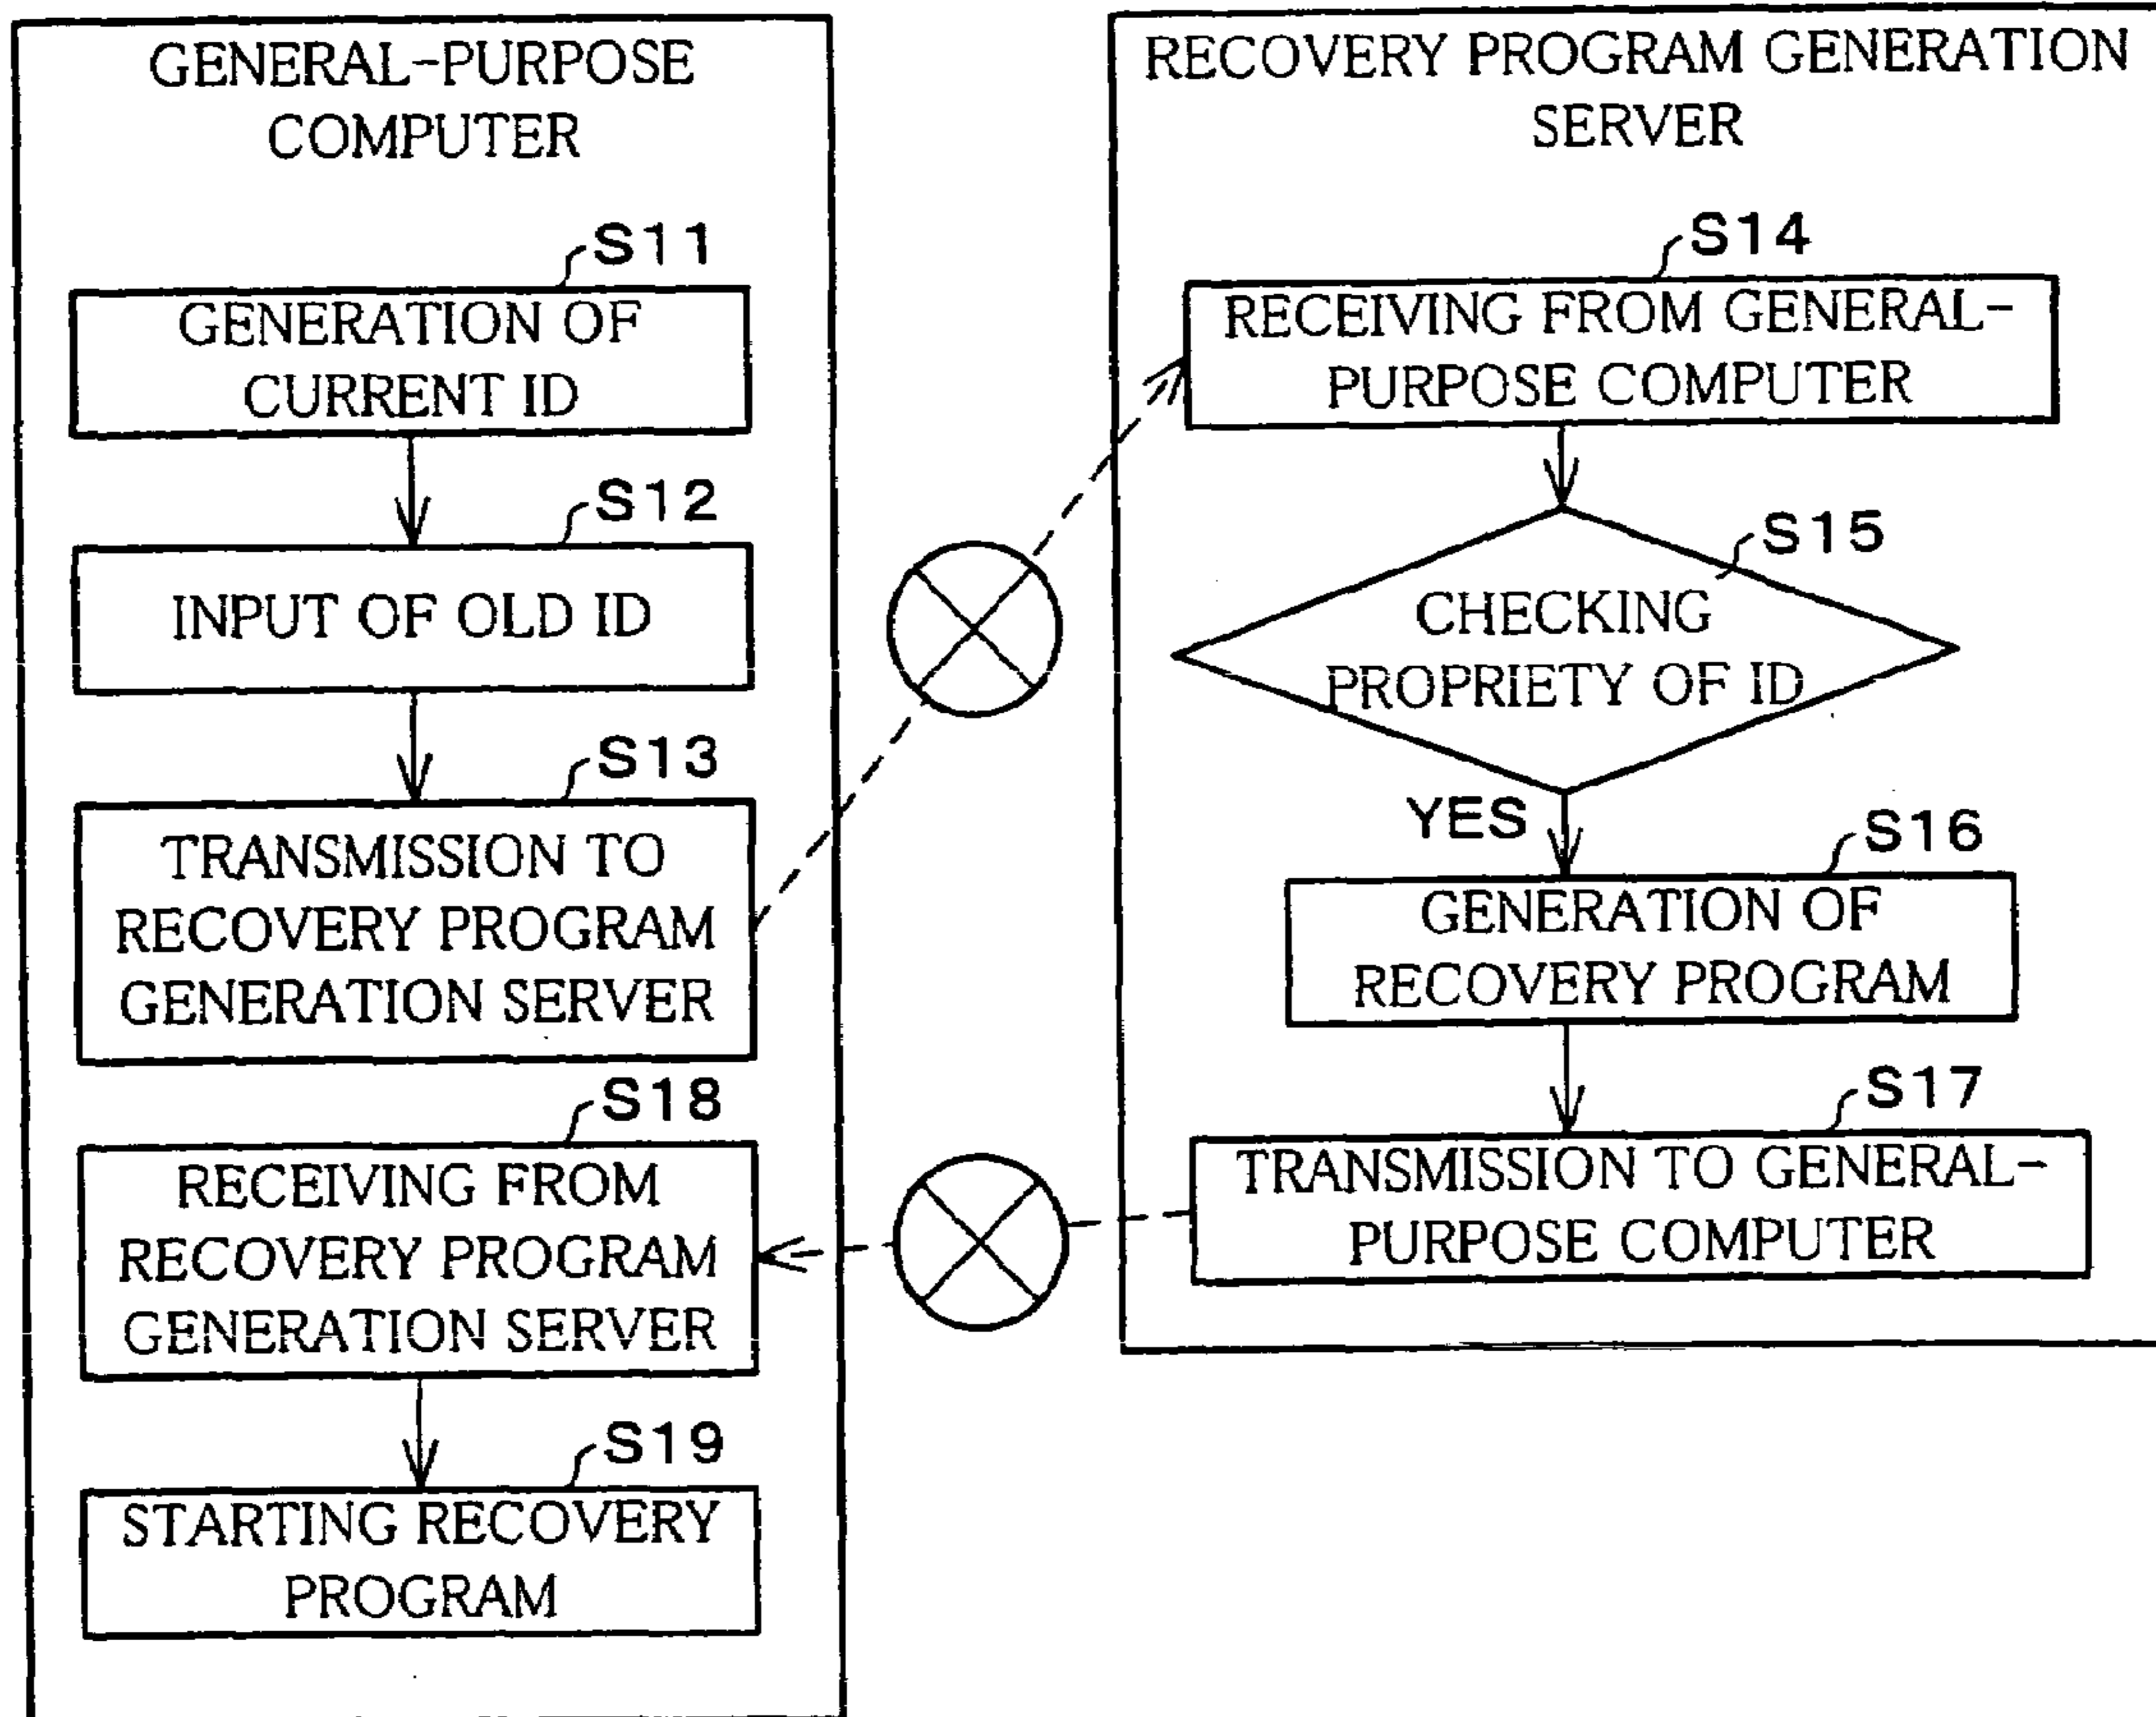 GENERAL-PURPOSE
COMPUTER
S11
GENERATION OF
CURRENT ID
S12
INPUT OF OLD ID
S13
TRANSMISSION TO
RECOVERY PROGRAM
GENERATION SERVER
S18
RECEIVING FROM
RECOVERY PROGRAM
GENERATION SERVER
S19
STARTING RECOVERY
PROGRAM
RECOVERY PROGRAM GENERATION
SERVER
S14
RECEIVING FROM GENERAL-
PURPOSE COMPUTER
S15
CHECKING
PROPRIETY OF ID
YES
S16
GENERATION OF
RECOVERY PROGRAM
S17
TRANSMISSION TO GENERAL-
PURPOSE COMPUTER